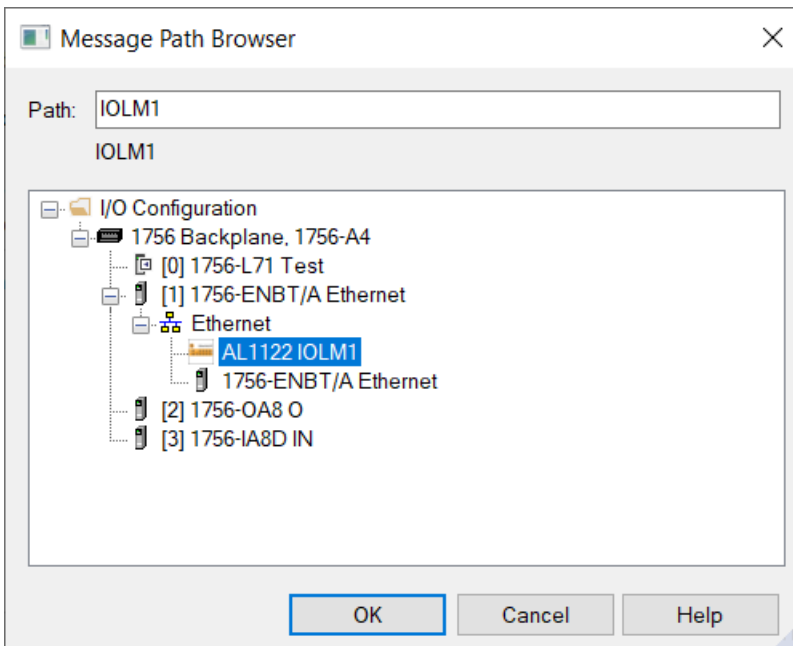 Message Path Browser
Path: IOLM1
IOLM1
I/O Configuration
1756 Backplane, 1756-A4
[0] 1756-L71 Test
[1] 1756-ENBT/A Ethernet
Ethernet
AL1122 IOLM1
1756-ENBT/A Ethernet
[2] 1756-OA8 O
[3] 1756-IA8D IN
OK Cancel Help